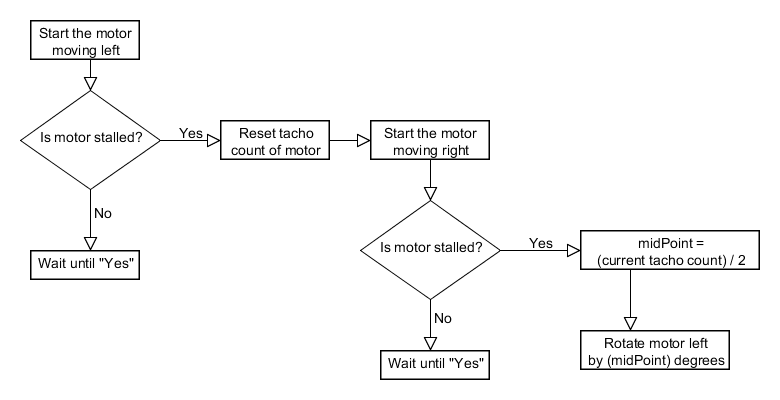 Start the motor
moving left
Is motor stalled?
Yes
Reset tacho
count of motor
Start the motor
moving right
No
Wait until "Yes"
Is motor stalled?
Yes
midPoint =
(current tacho count) / 2
No
Wait until "Yes"
Rotate motor left
by (midPoint) degrees